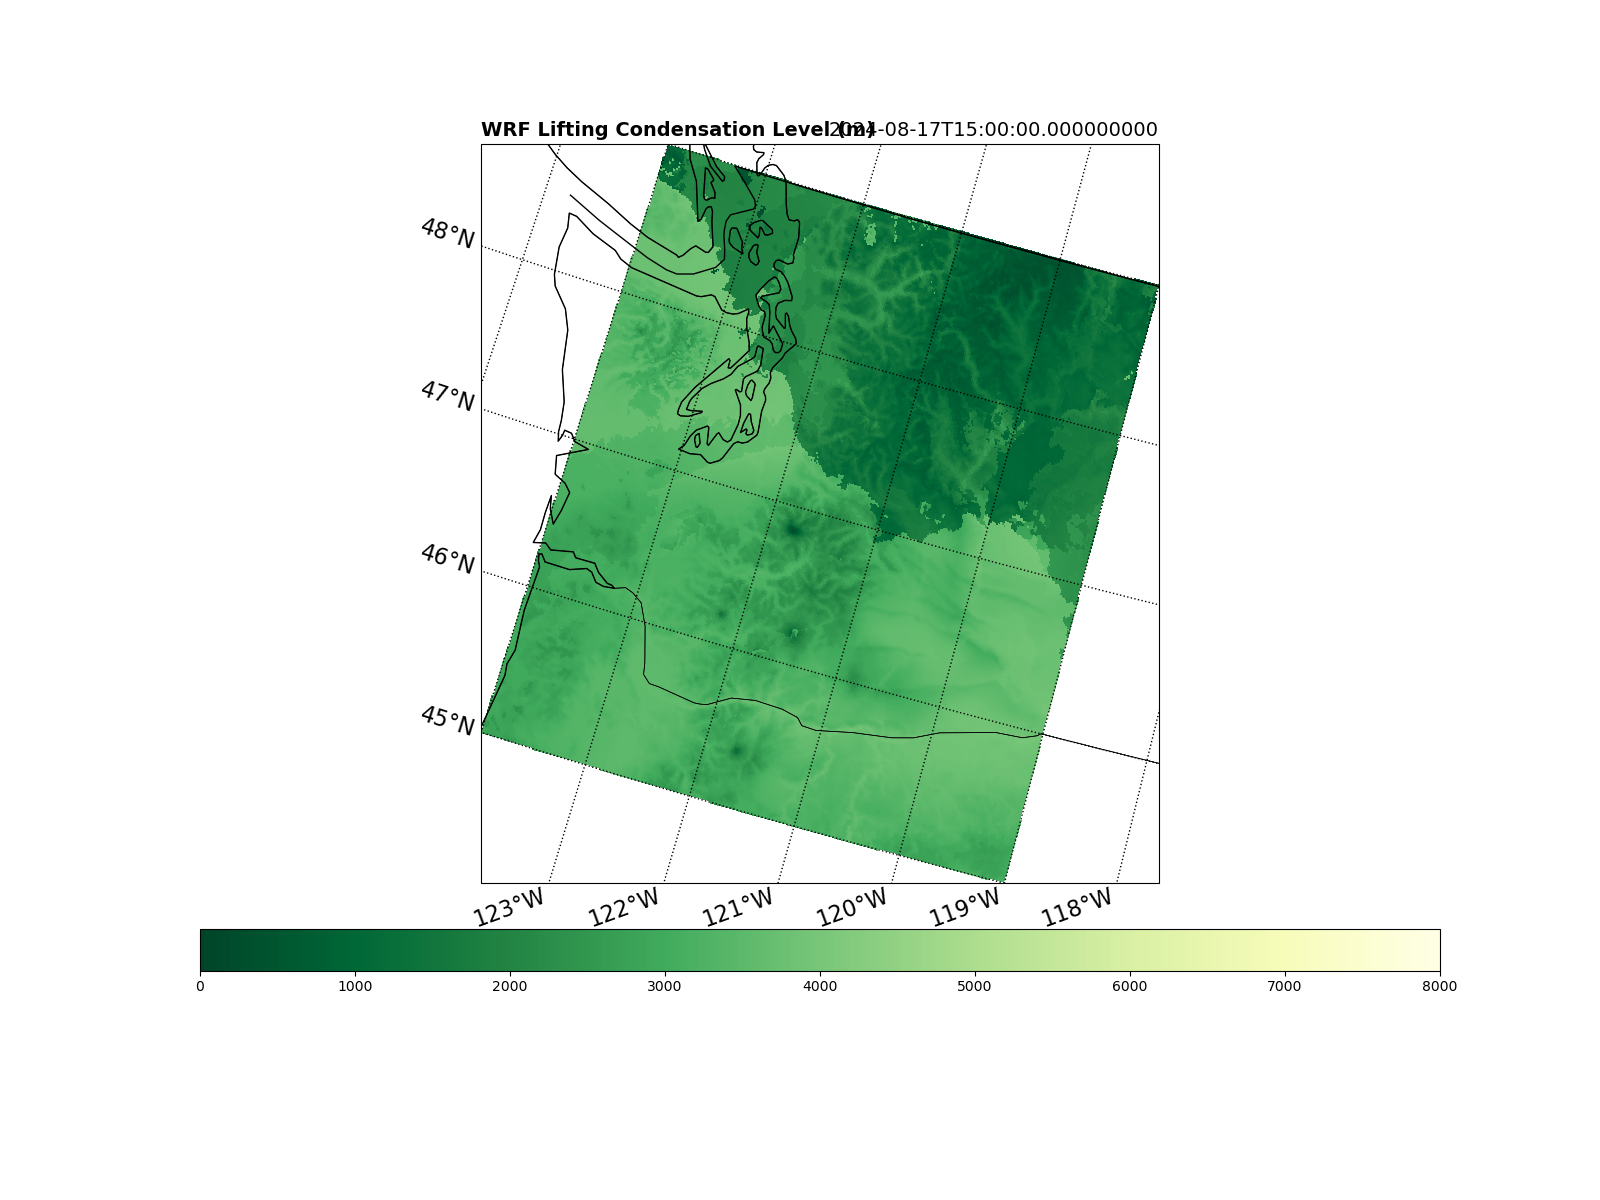 WRF Lifting Condensation Level (m) 2024-08-17T15:00:00.000000000
48°N
47°N
46°N
45°N
123°W 122°W 121°W 120°W 119°W 118°W
0 1000 2000 3000 4000 5000 6000 7000 8000